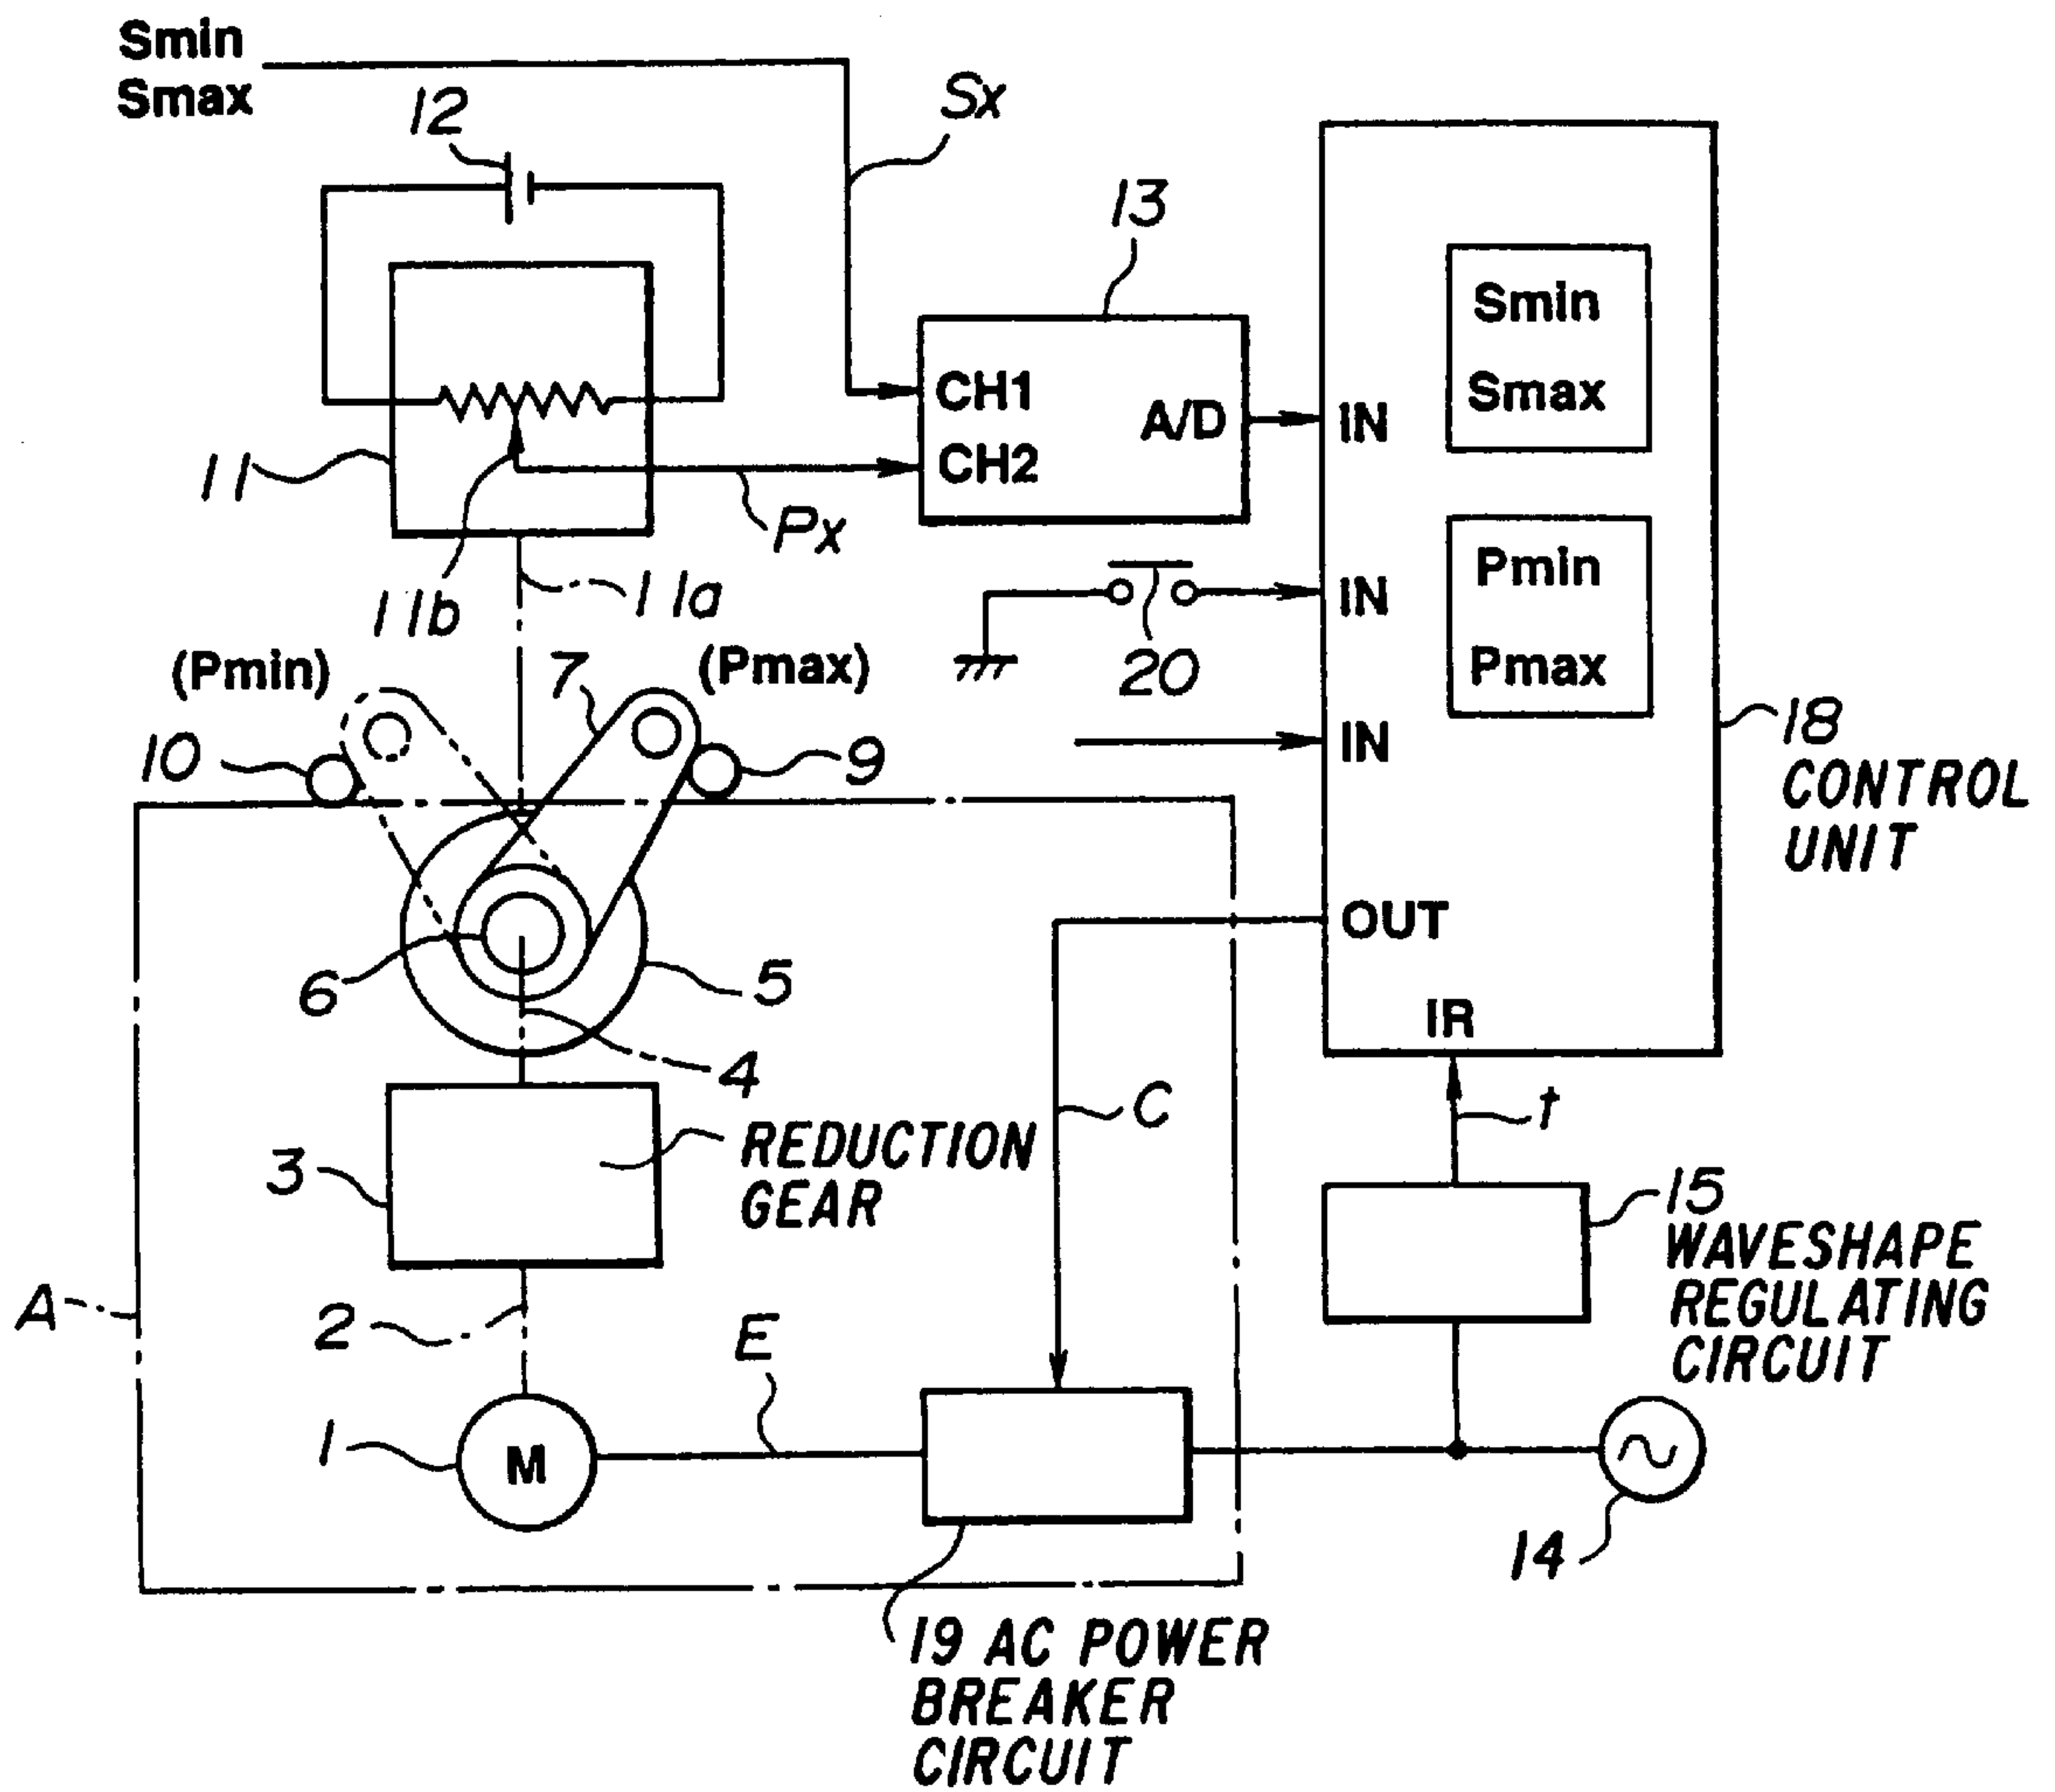 Smin
Smax
12
Sx
13
Smin
Smax
CH1
CH2
A/D
IN
11
Px
11b
11a
IN
20
Pmin
Pmax
(Pmin)
7
(Pmax)
10
9
IN
18
CONTROL
UNIT
OUT
6
5
4
IR
C
t
3
REDUCTION
GEAR
15
WAVESHAPE
REGULATING
CIRCUIT
A
2
E
1
M
14
19 AC POWER
BREAKER
CIRCUIT